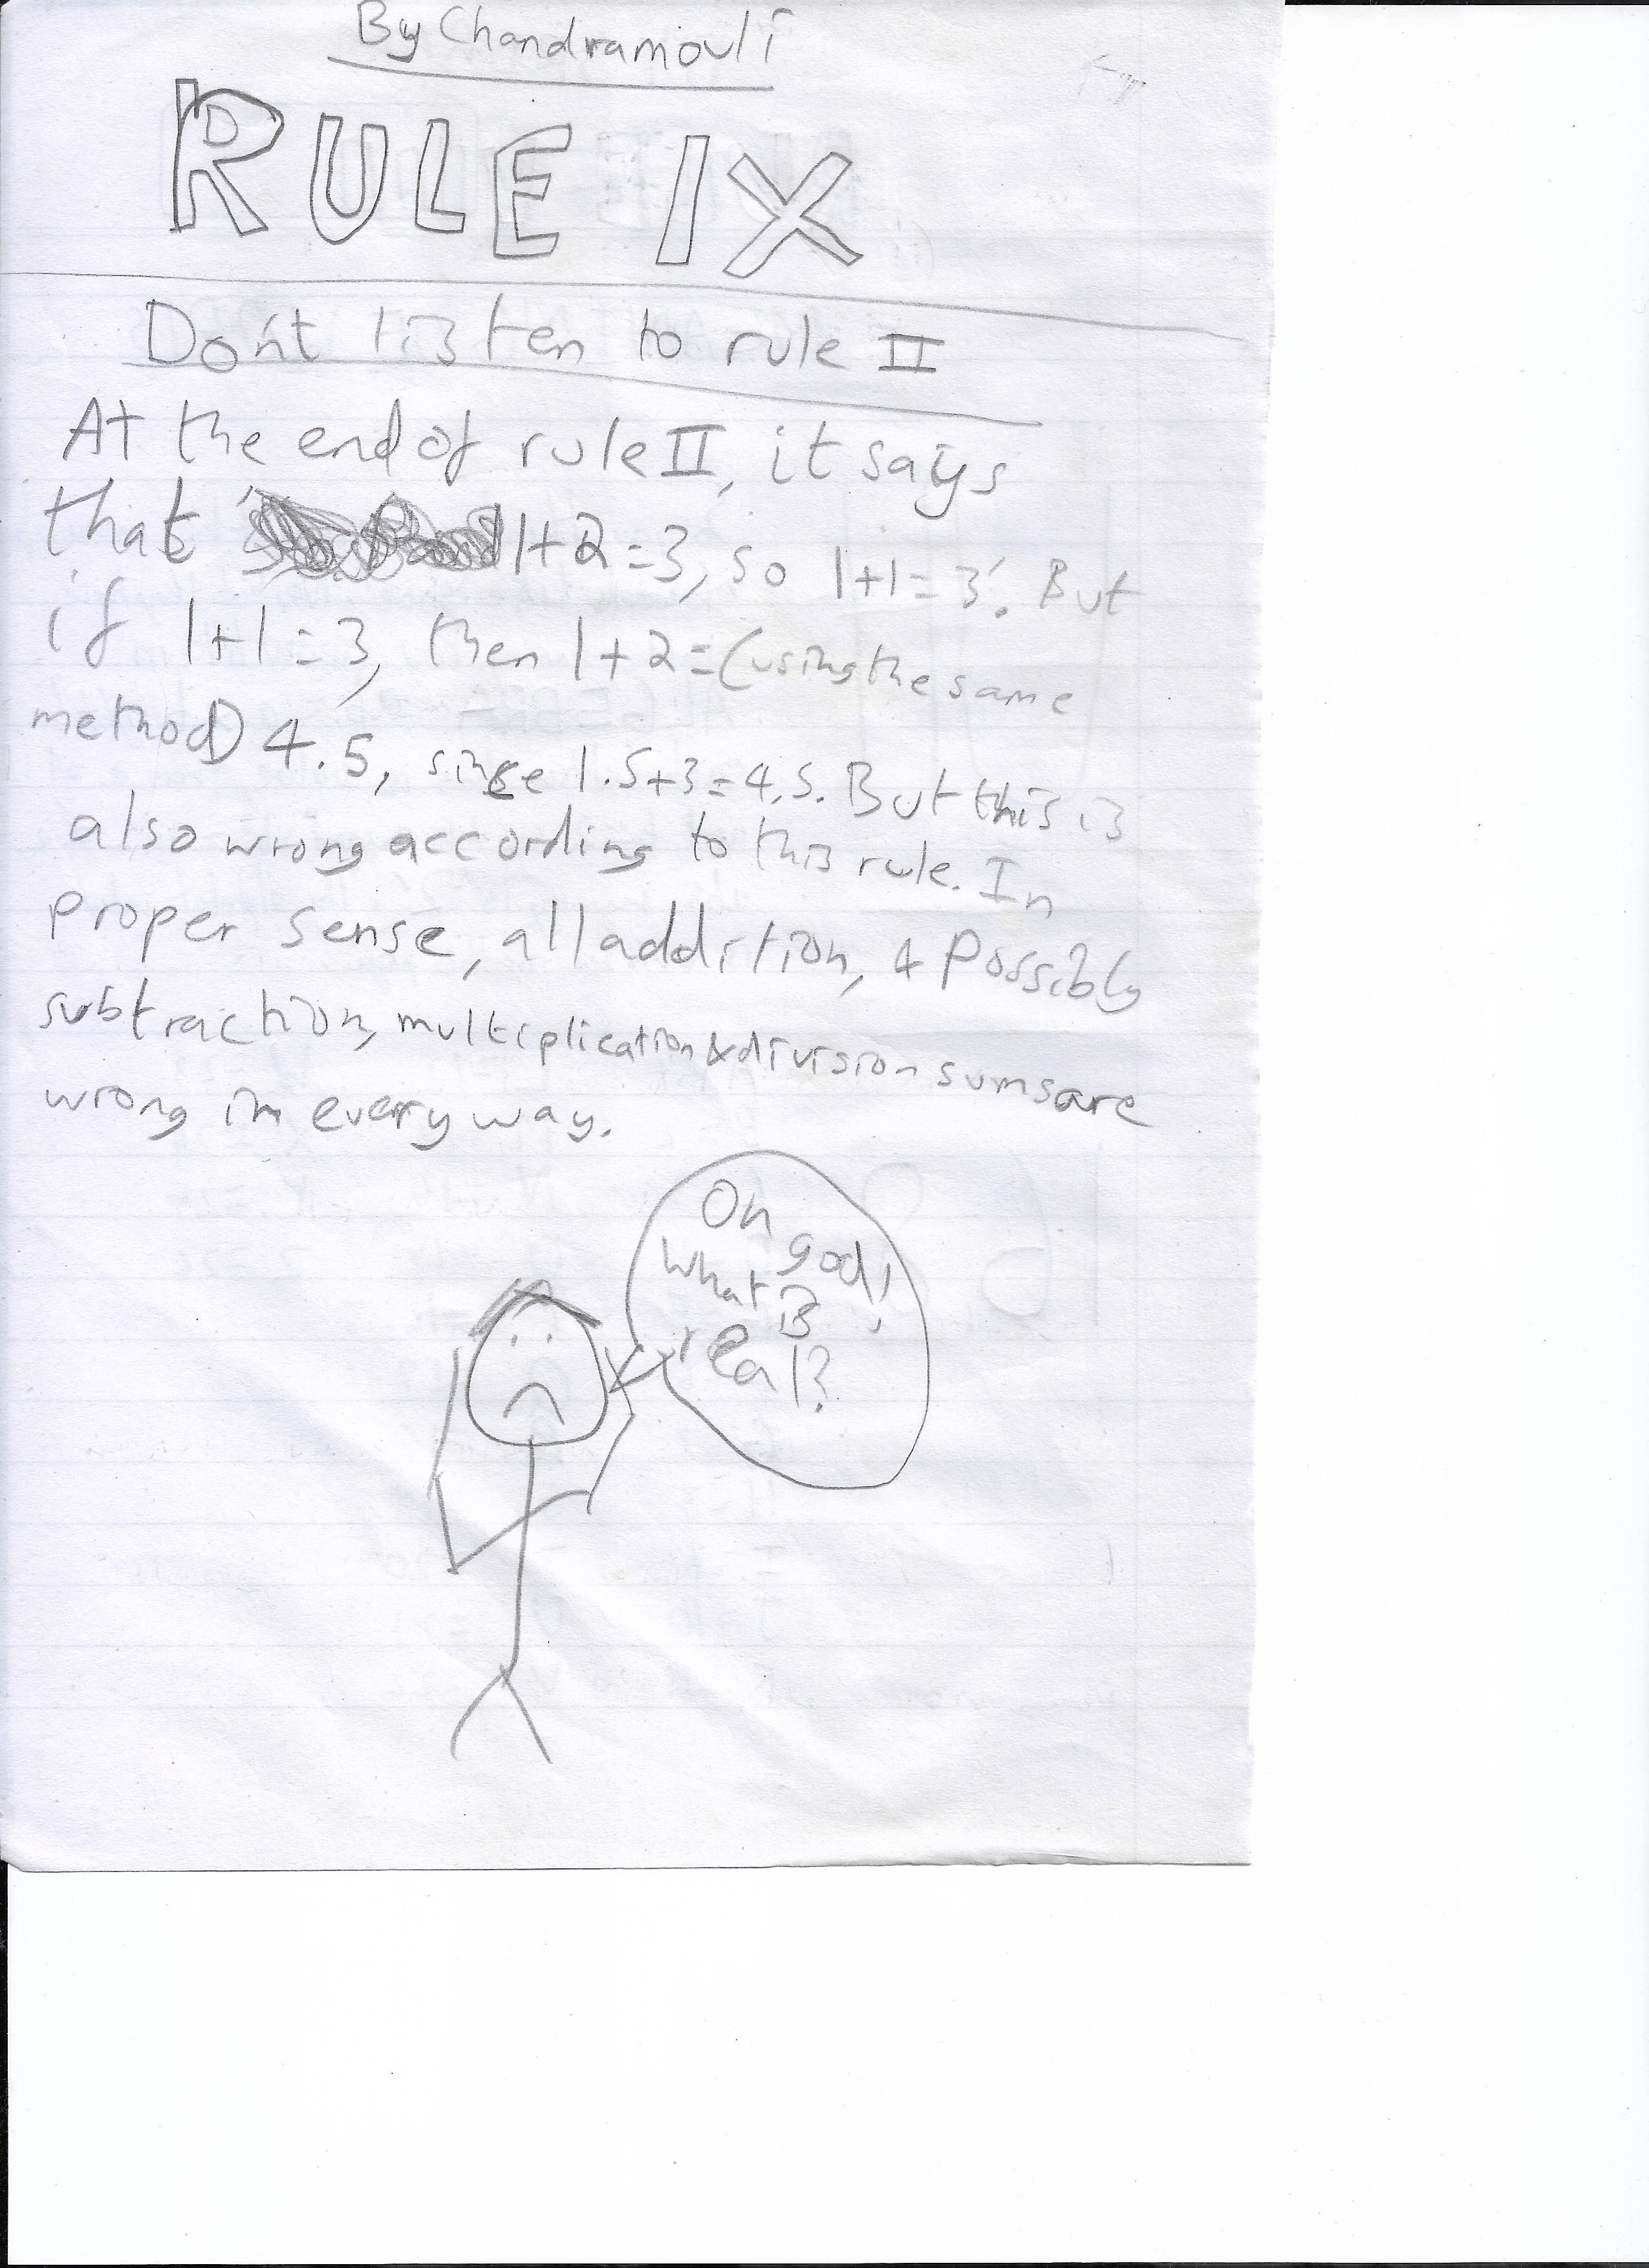 By Chandramouli
RULE IX
Don't listen to rule II
At the end of rule II, it says
that 1+2=3, so 1+1=3'. But
if 1+1=3, then 1+2=(using the same
method) 4.5, since 1.5+3=4.5. But this is
also wrong according to this rule. In
proper sense, all addition, & possibly
subtraction, multiplication & division sums are
wrong in every way.
Oh
god!
what is
real?